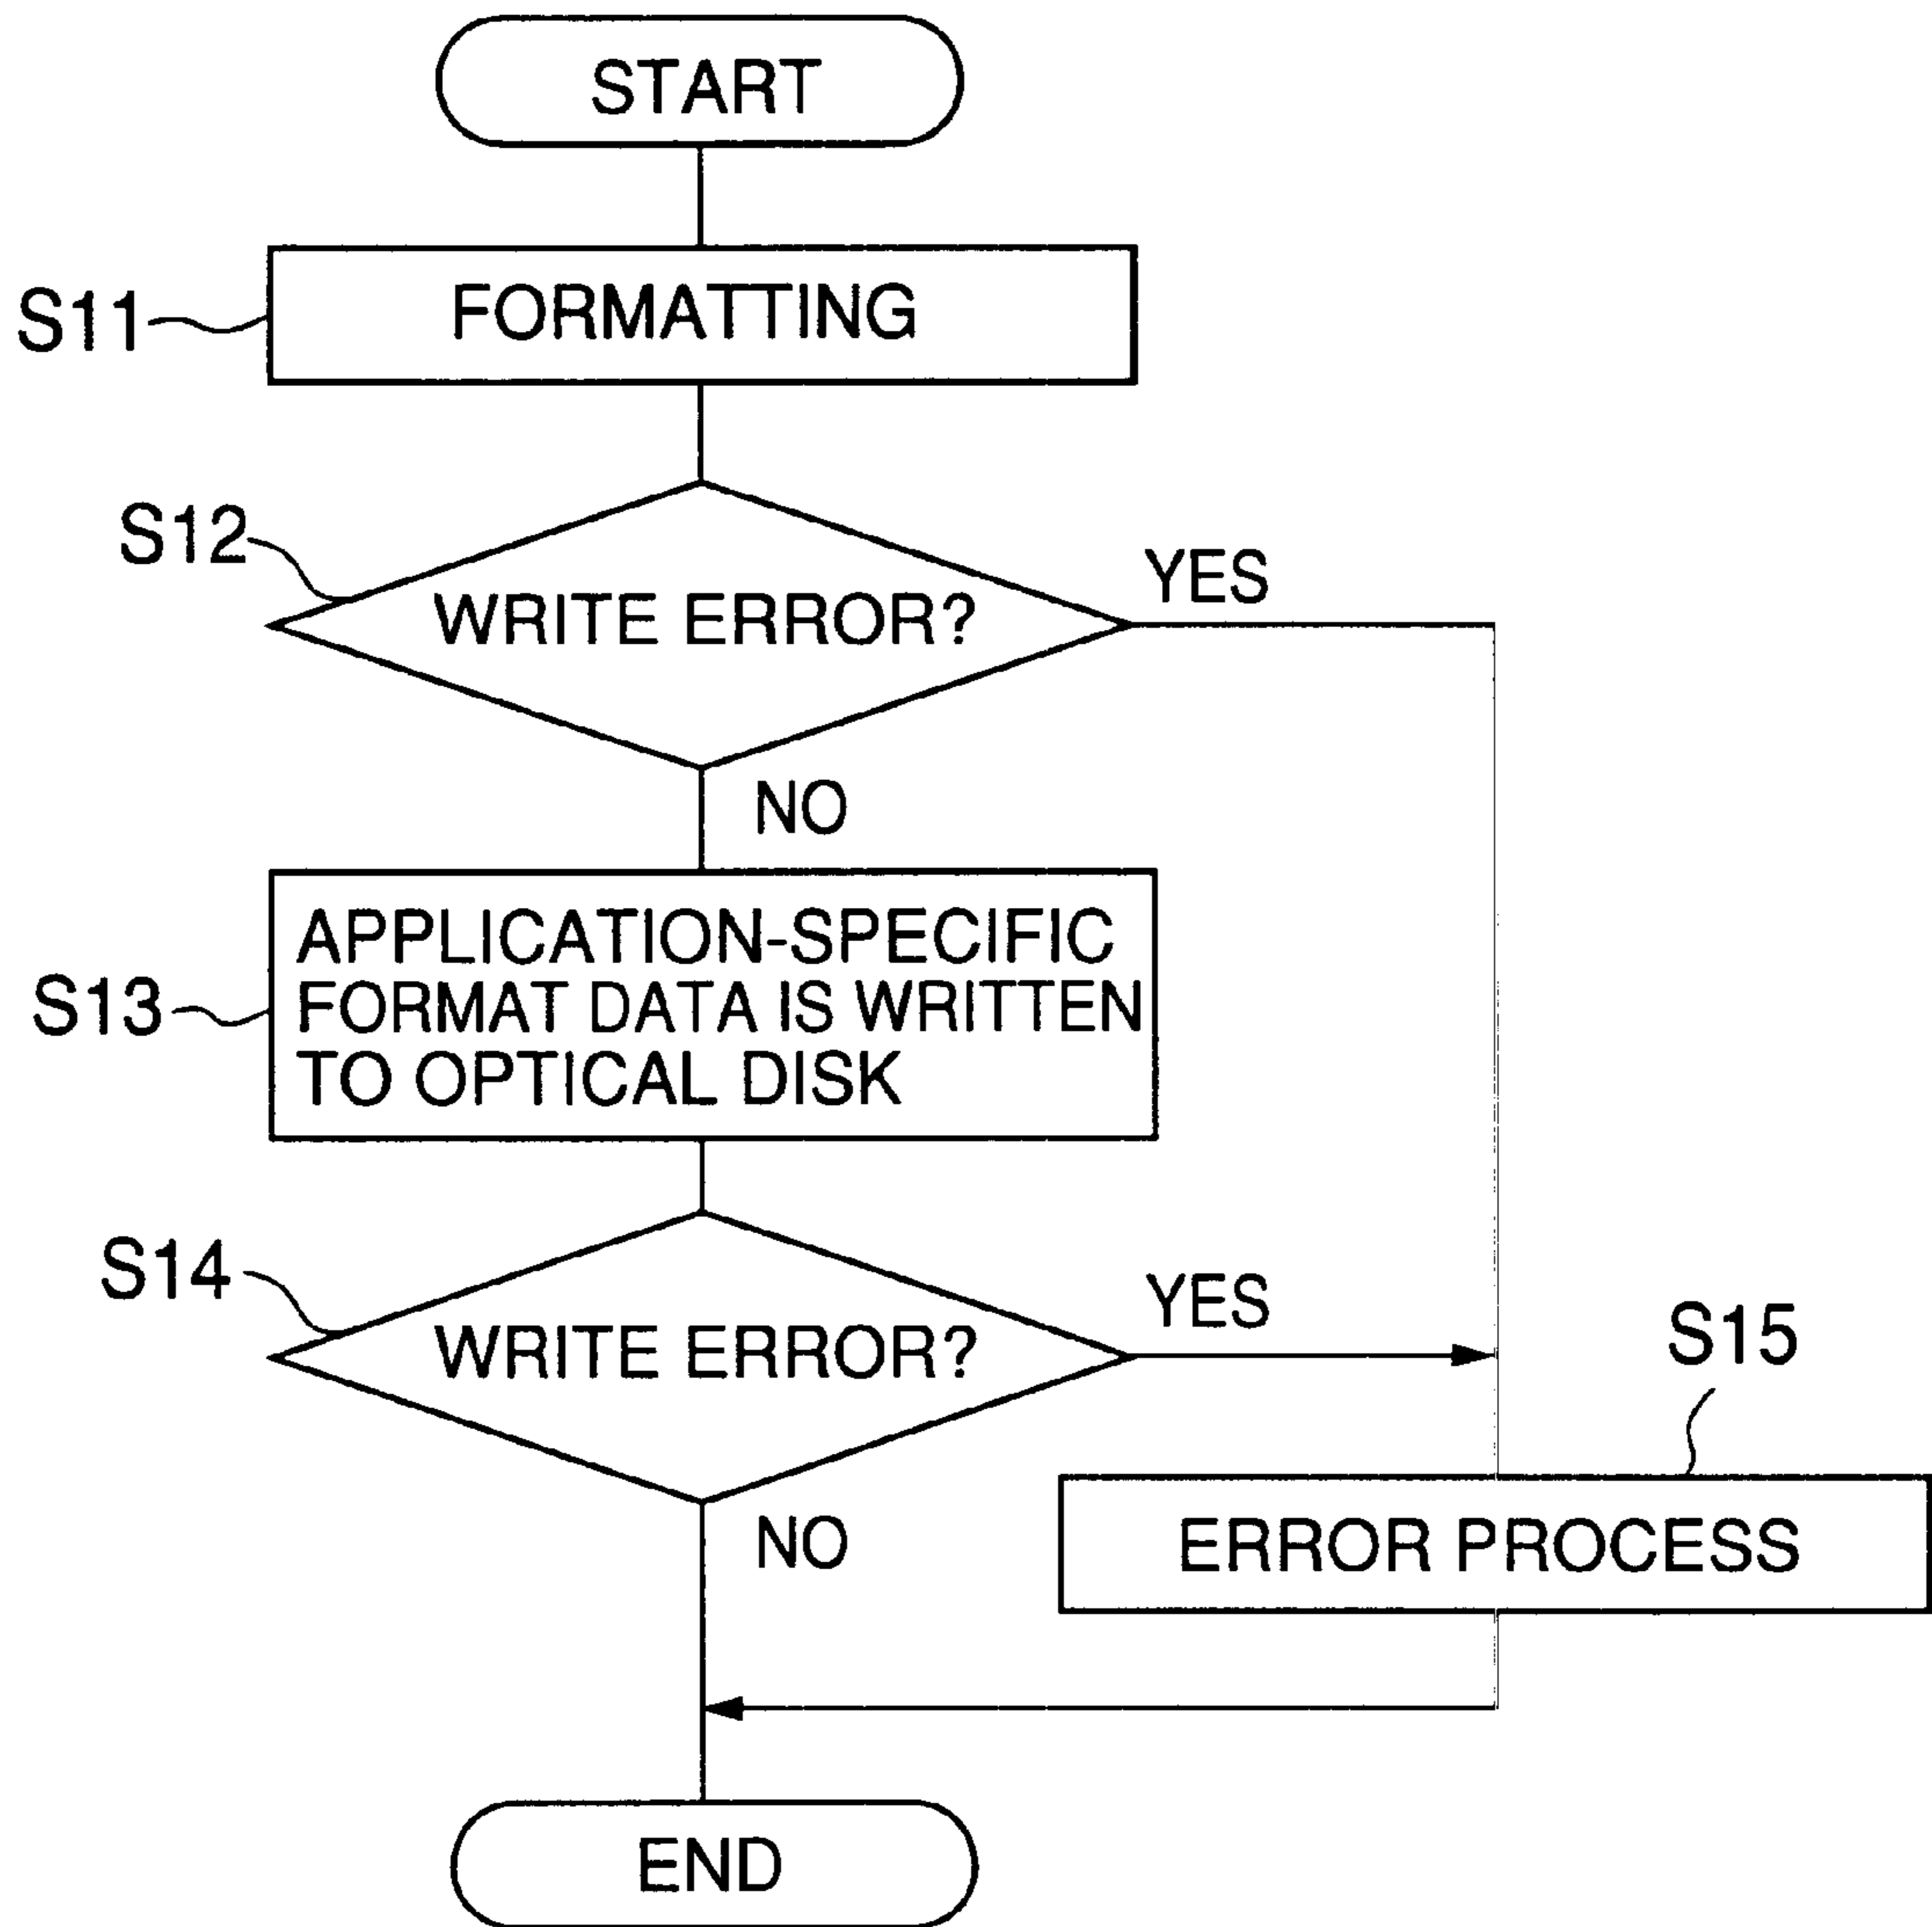 START
S11
FORMATTING
S12
WRITE ERROR?
YES
NO
S13
APPLICATION-SPECIFIC
FORMAT DATA IS WRITTEN
TO OPTICAL DISK
S14
WRITE ERROR?
YES
S15
NO
ERROR PROCESS
END